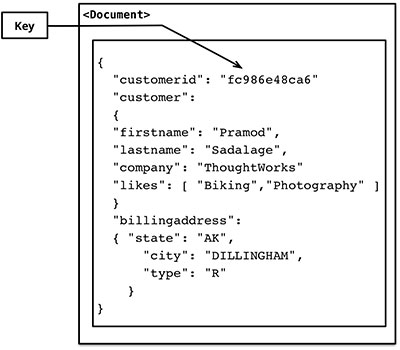 <Document>
Key
{
"customerid": "fc986e48ca6"
"customer":
{
"firstname": "Pramod",
"lastname": "Sadalage",
"company": "ThoughtWorks"
"likes": [ "Biking","Photography" ]
}
"billingaddress":
{ "state": "AK",
"city": "DILLINGHAM",
"type": "R"
}
}